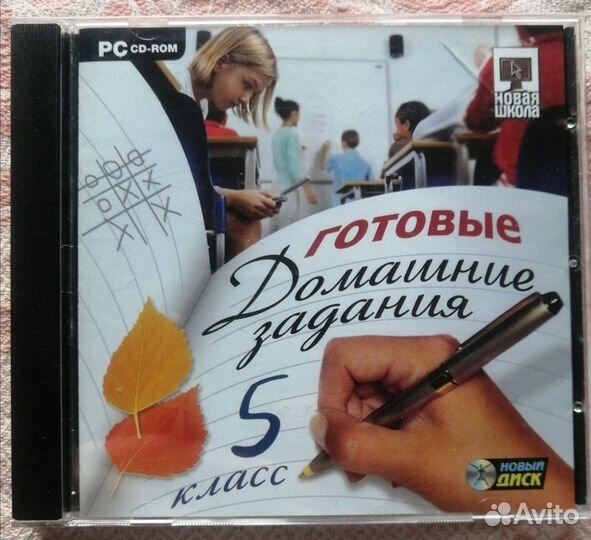 PC CD-ROM
НОВАЯ
ШКОЛА
ГОТОВЫЕ
Домашние
задания
5
класс
НОВЫЙ
ДИСК
Avito